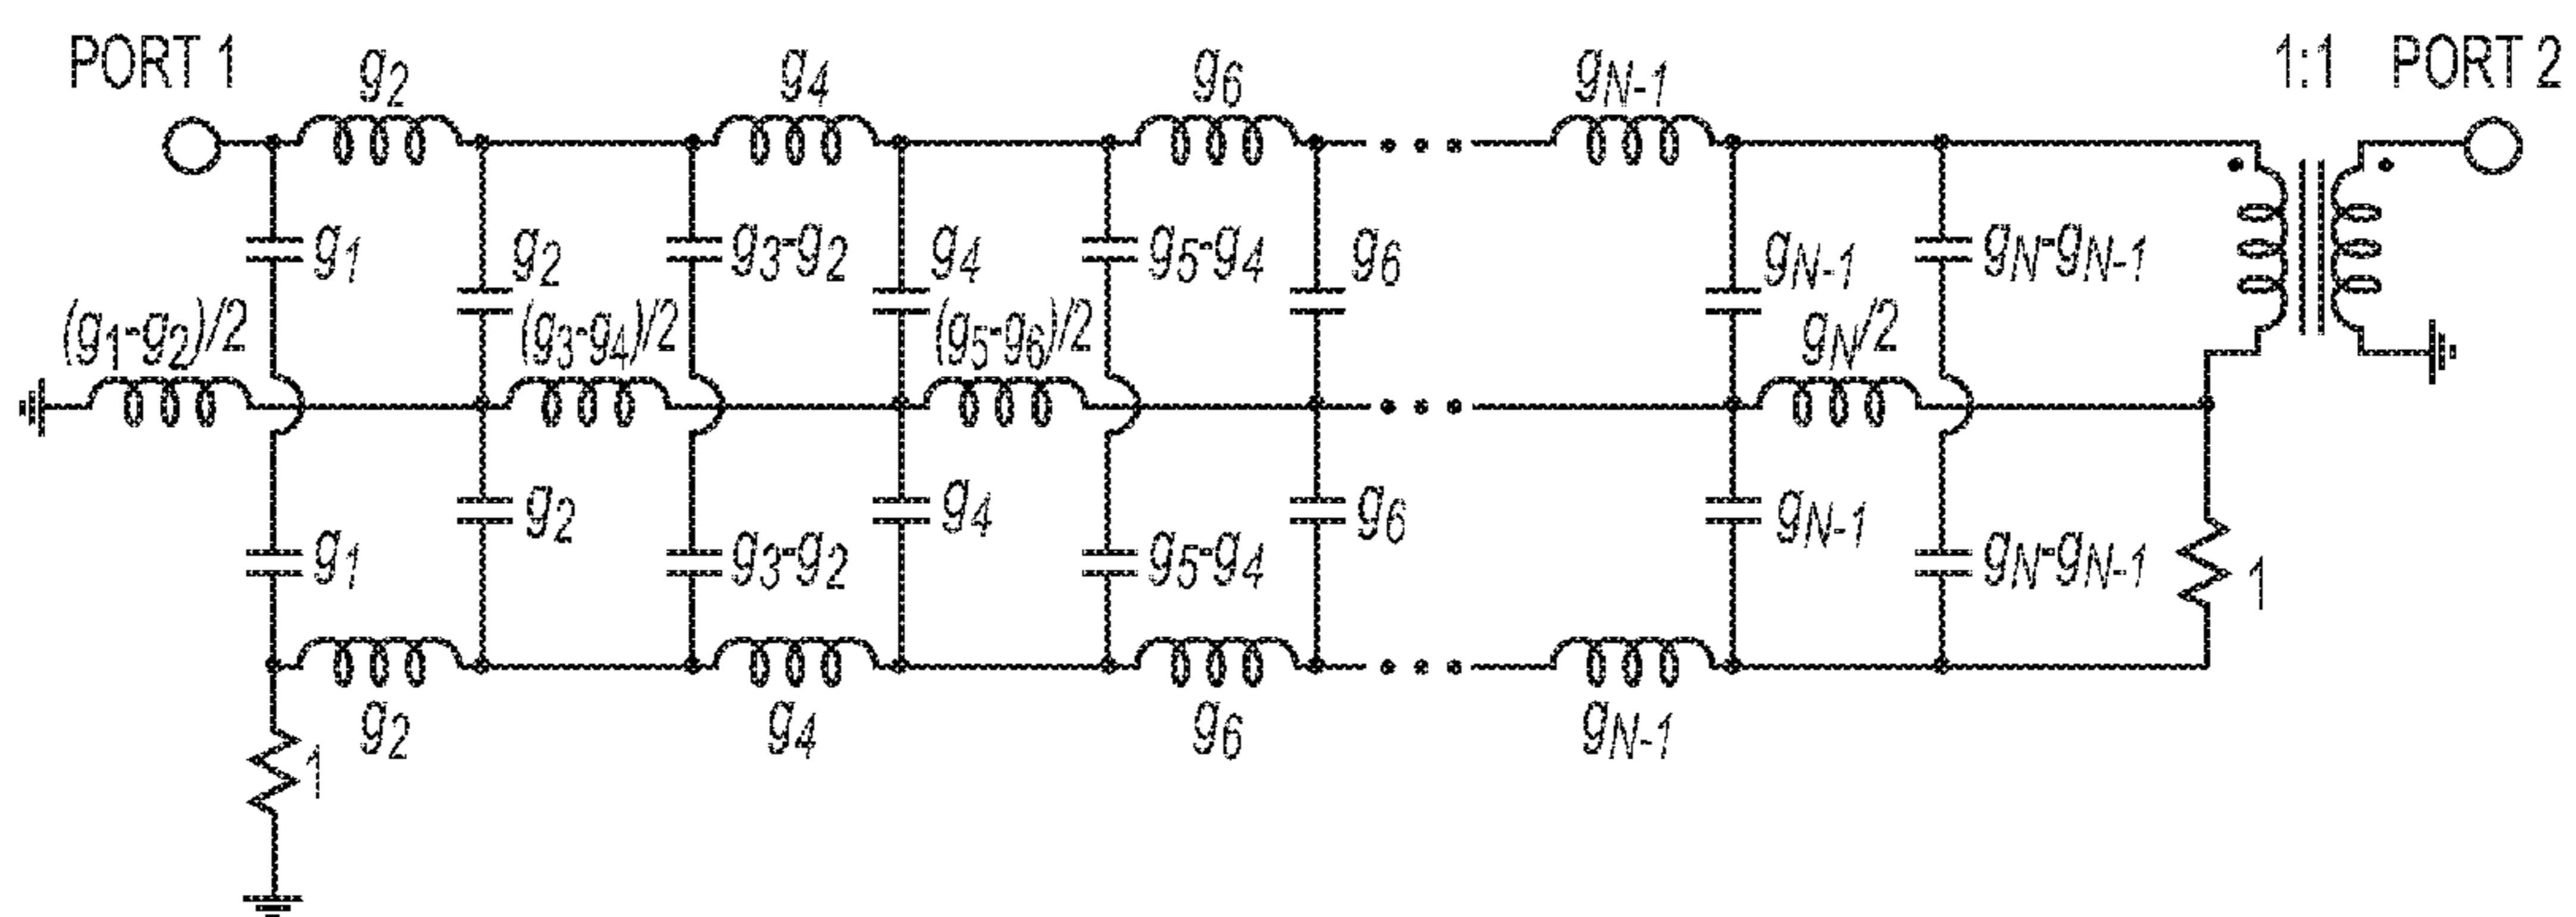 PORT 1 g2 g4 g6 gN-1 1:1 PORT 2
g1 g2 g3-g2 g4 g5-g4 g6 gN-1 gN-gN-1
(g1-g2)/2 (g3-g4)/2 (g5-g6)/2 gN/2
g1 g2 g3-g2 g4 g5-g4 g6 gN-1 gN-gN-1 1
g2 g4 g6 gN-1
1